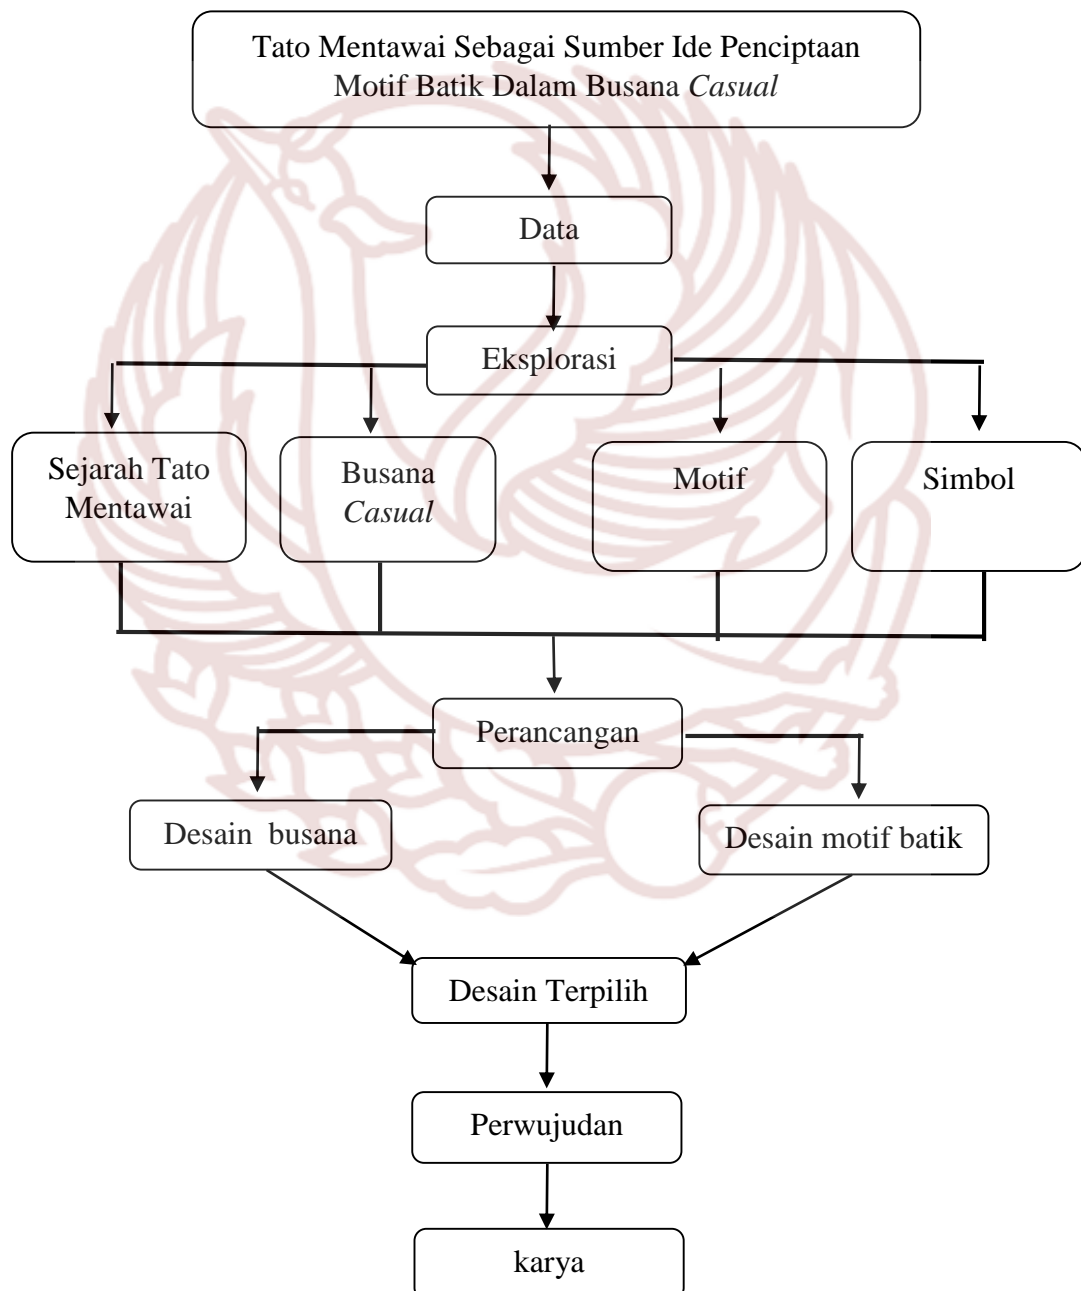 Tato Mentawai Sebagai Sumber Ide Penciptaan
Motif Batik Dalam Busana Casual
Data
Eksplorasi
Sejarah Tato
Mentawai
Busana
Casual
Motif
Simbol
Perancangan
Desain busana
Desain motif batik
Desain Terpilih
Perwujudan
karya